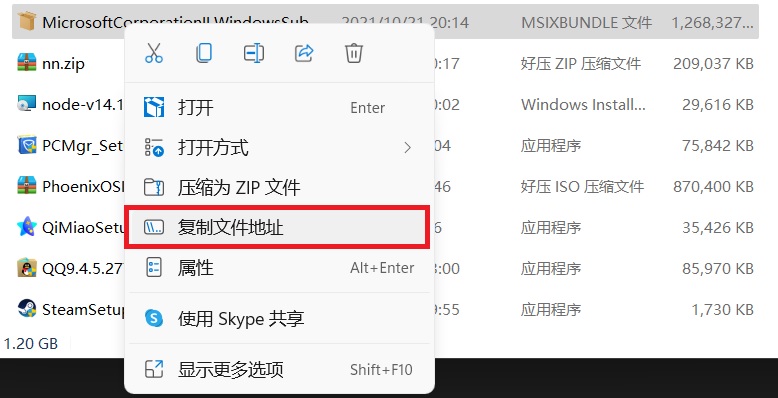 MicrosoftCorporationII.WindowsSub 2021/10/21 20:14 MSIXBUNDLE 文件 1,268,327...
nn.zip 0:17 好压 ZIP 压缩文件 209,037 KB
打开 Enter
node-v14.1 0:02 Windows Install... 29,616 KB
打开方式
PCMgr_Set 04 应用程序 75,842 KB
压缩为 ZIP 文件
PhoenixOSI :46 好压 ISO 压缩文件 870,400 KB
复制文件地址
QiMiaoSetu 6 应用程序 35,426 KB
属性 Alt+Enter
QQ9.4.5.27 3:00 应用程序 85,970 KB
使用 Skype 共享
SteamSetup 9:55 应用程序 1,730 KB
1.20 GB
显示更多选项 Shift+F10